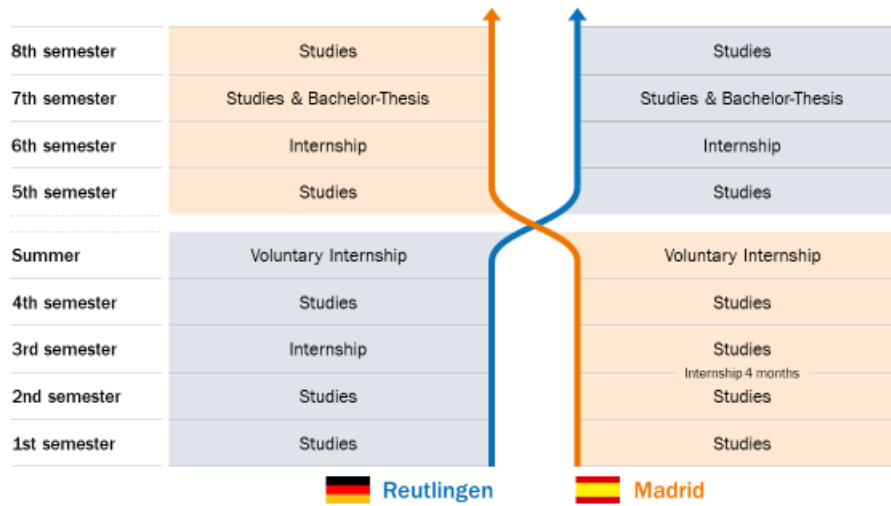 8th semester Studies Studies
7th semester Studies & Bachelor-Thesis Studies & Bachelor-Thesis
6th semester Internship Internship
5th semester Studies Studies
Summer Voluntary Internship Voluntary Internship
4th semester Studies Studies
3rd semester Internship Studies
Internship 4 months
2nd semester Studies Studies
1st semester Studies Studies
Reutlingen Madrid